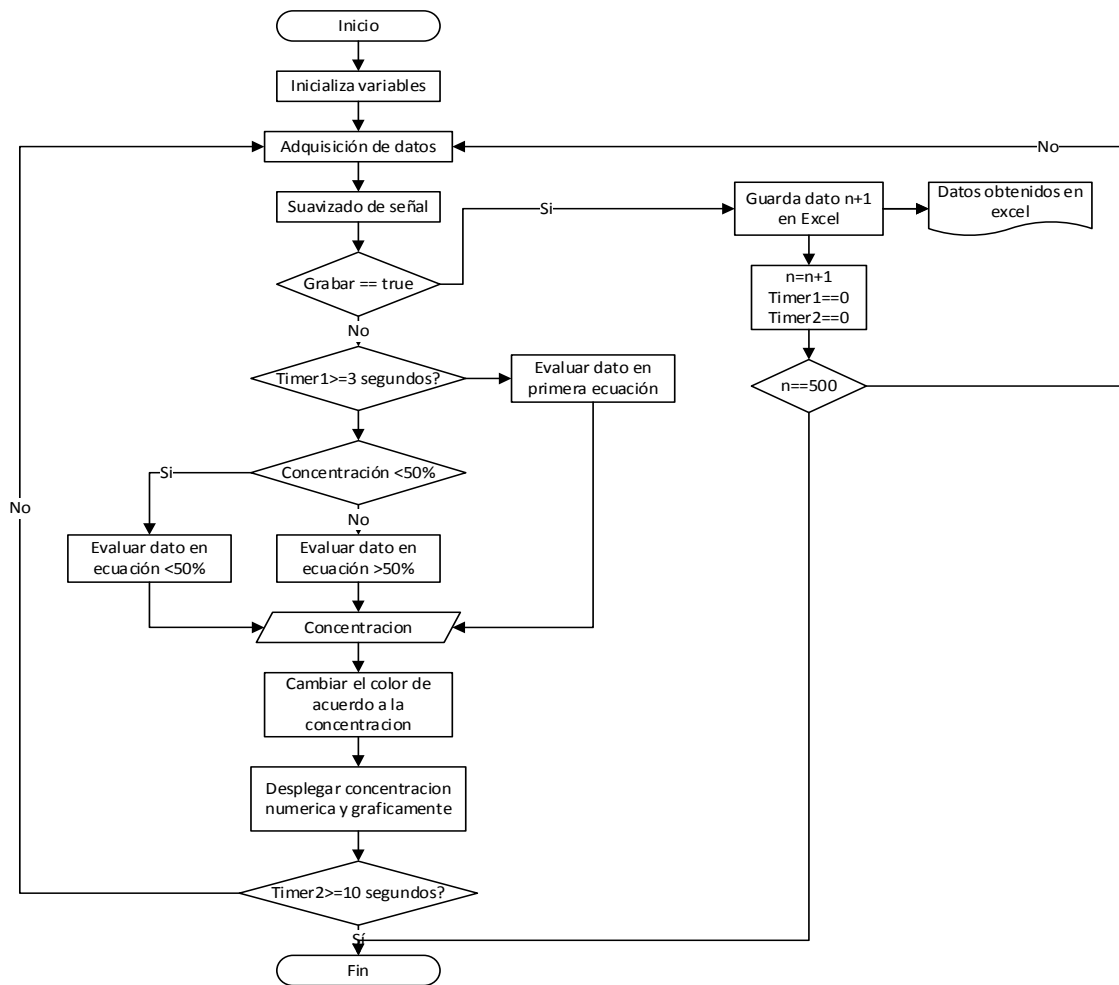 Inicio
Inicializa variables
Adquisición de datos
No
Suavizado de señal
Si
Guarda dato n+1
en Excel
Datos obtenidos en
excel
Grabar == true
n=n+1
Timer1==0
Timer2==0
No
Timer1>=3 segundos?
Evaluar dato en
primera ecuación
n==500
Concentración <50%
Si
No
No
Evaluar dato en
ecuación <50%
Evaluar dato en
ecuación >50%
Concentracion
Cambiar el color de
acuerdo a la
concentracion
Desplegar concentracion
numerica y graficamente
Timer2>=10 segundos?
Sí
Fin